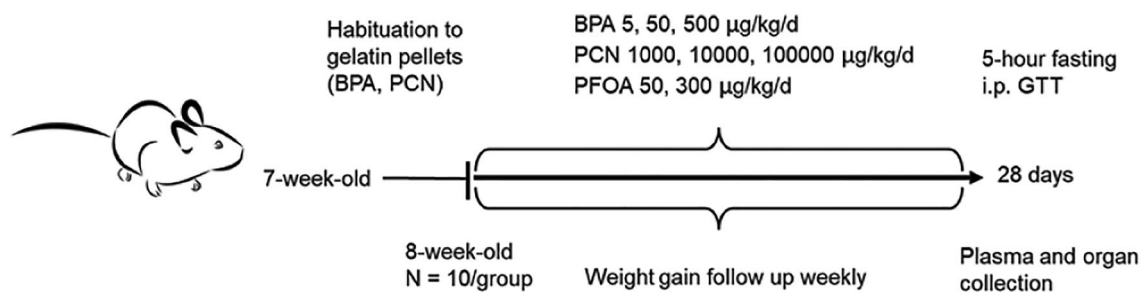 Habituation to
gelatin pellets
(BPA, PCN)
BPA 5, 50, 500 µg/kg/d
PCN 1000, 10000, 100000 µg/kg/d
PFOA 50, 300 µg/kg/d
5-hour fasting
i.p. GTT
7-week-old
28 days
8-week-old
N = 10/group
Weight gain follow up weekly
Plasma and organ
collection